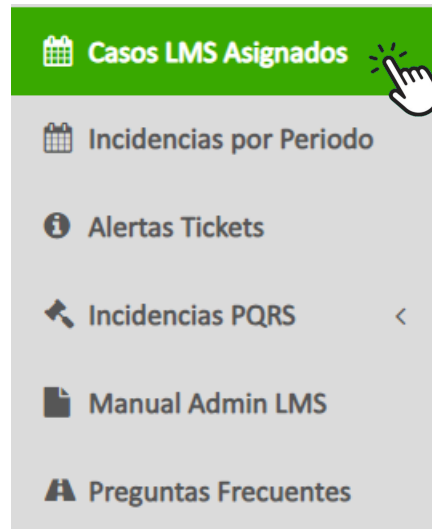 Casos LMS Asignados
Incidencias por Periodo
Alertas Tickets
Incidencias PQRS
Manual Admin LMS
Preguntas Frecuentes